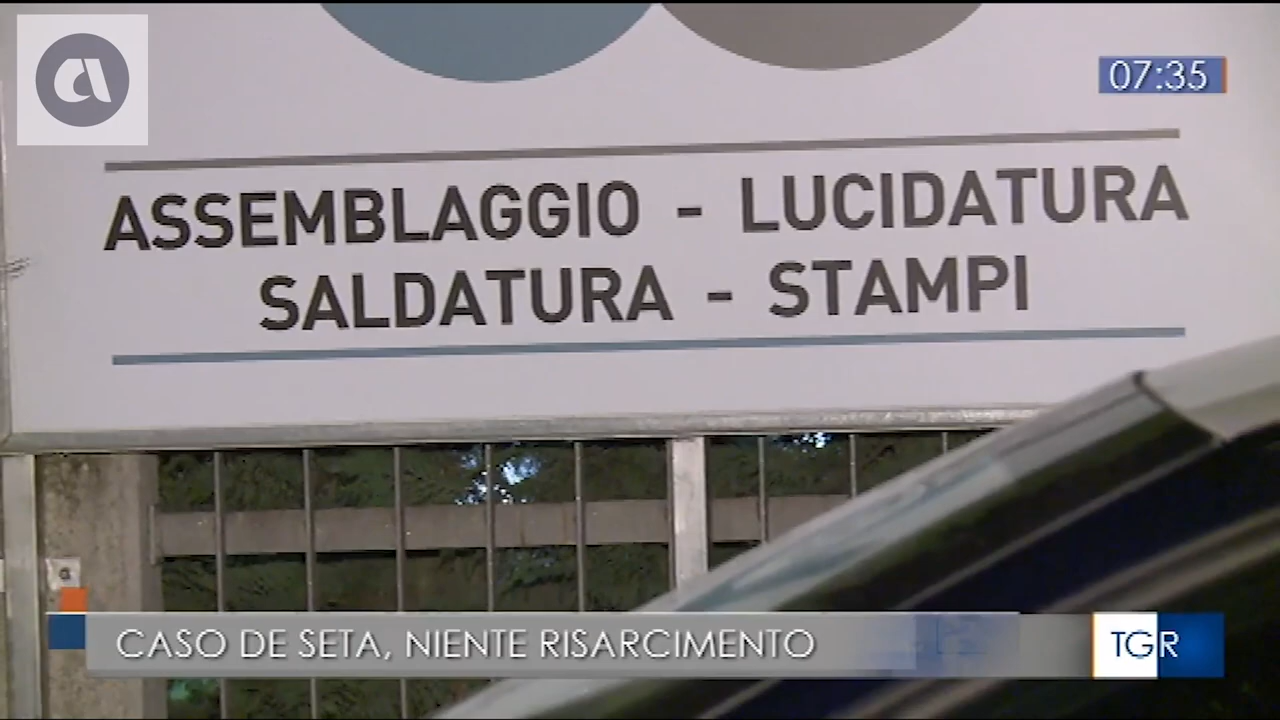 07:35
ASSEMBLAGGIO - LUCIDATURA
SALDATURA - STAMPI
CASO DE SETA, NIENTE RISARCIMENTO
TGR